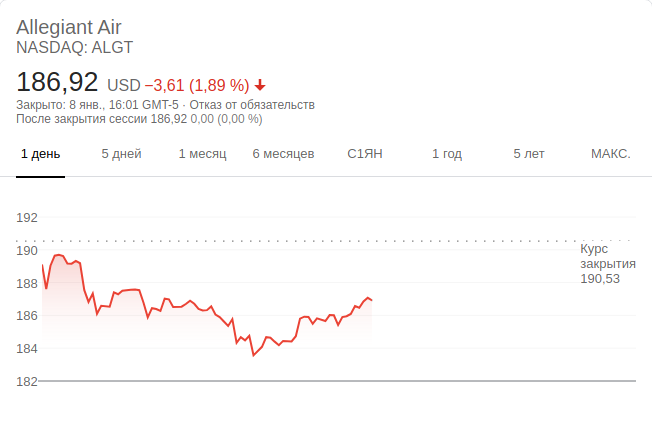 Allegiant Air
NASDAQ: ALGT
186,92 USD −3,61 (1,89 %)
Закрыто: 8 янв., 16:01 GMT-5 · Отказ от обязательств
После закрытия сессии 186,92 0,00 (0,00 %)
1 день 5 дней 1 месяц 6 месяцев С1ЯН 1 год 5 лет МАКС.
192
190
188
186
184
182
Курс
закрытия
190,53